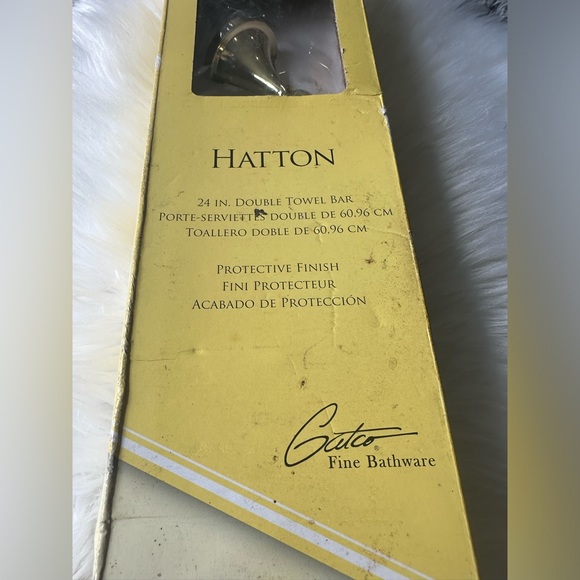 HATTON
24 IN. DOUBLE TOWEL BAR
PORTE-SERVIETTES DOUBLE DE 60,96 CM
TOALLERO DOBLE DE 60,96 CM
PROTECTIVE FINISH
FINI PROTECTEUR
ACABADO DE PROTECCIÓN
Gatco
Fine Bathware